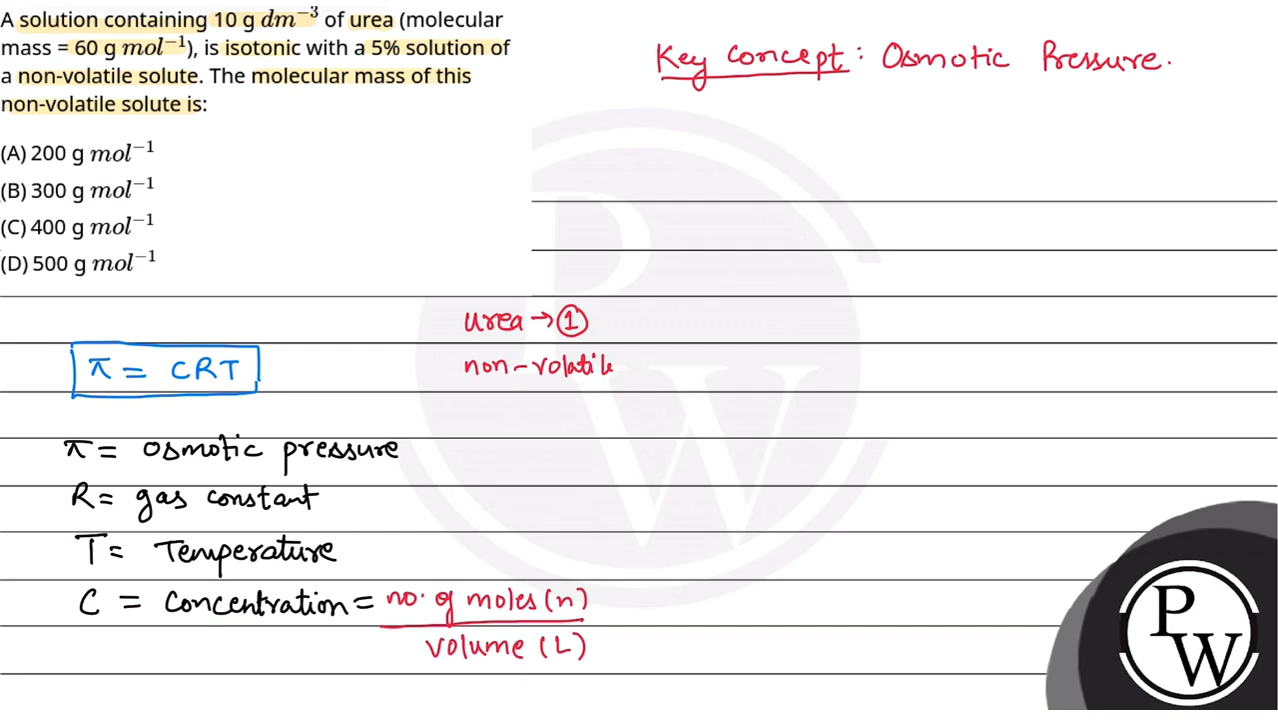 A solution containing 10 g dm⁻³ of urea (molecular
mass = 60 g mol⁻¹), is isotonic with a 5% solution of
a non-volatile solute. The molecular mass of this
non-volatile solute is:
(A) 200 g mol⁻¹
(B) 300 g mol⁻¹
(C) 400 g mol⁻¹
(D) 500 g mol⁻¹
Key Concept: Osmotic Pressure.
urea → ①
non-volatile
π = CRT
π = osmotic pressure
R = gas constant
T = Temperature
C = Concentration = no. of moles (n)
volume (L)
P
W
P
W